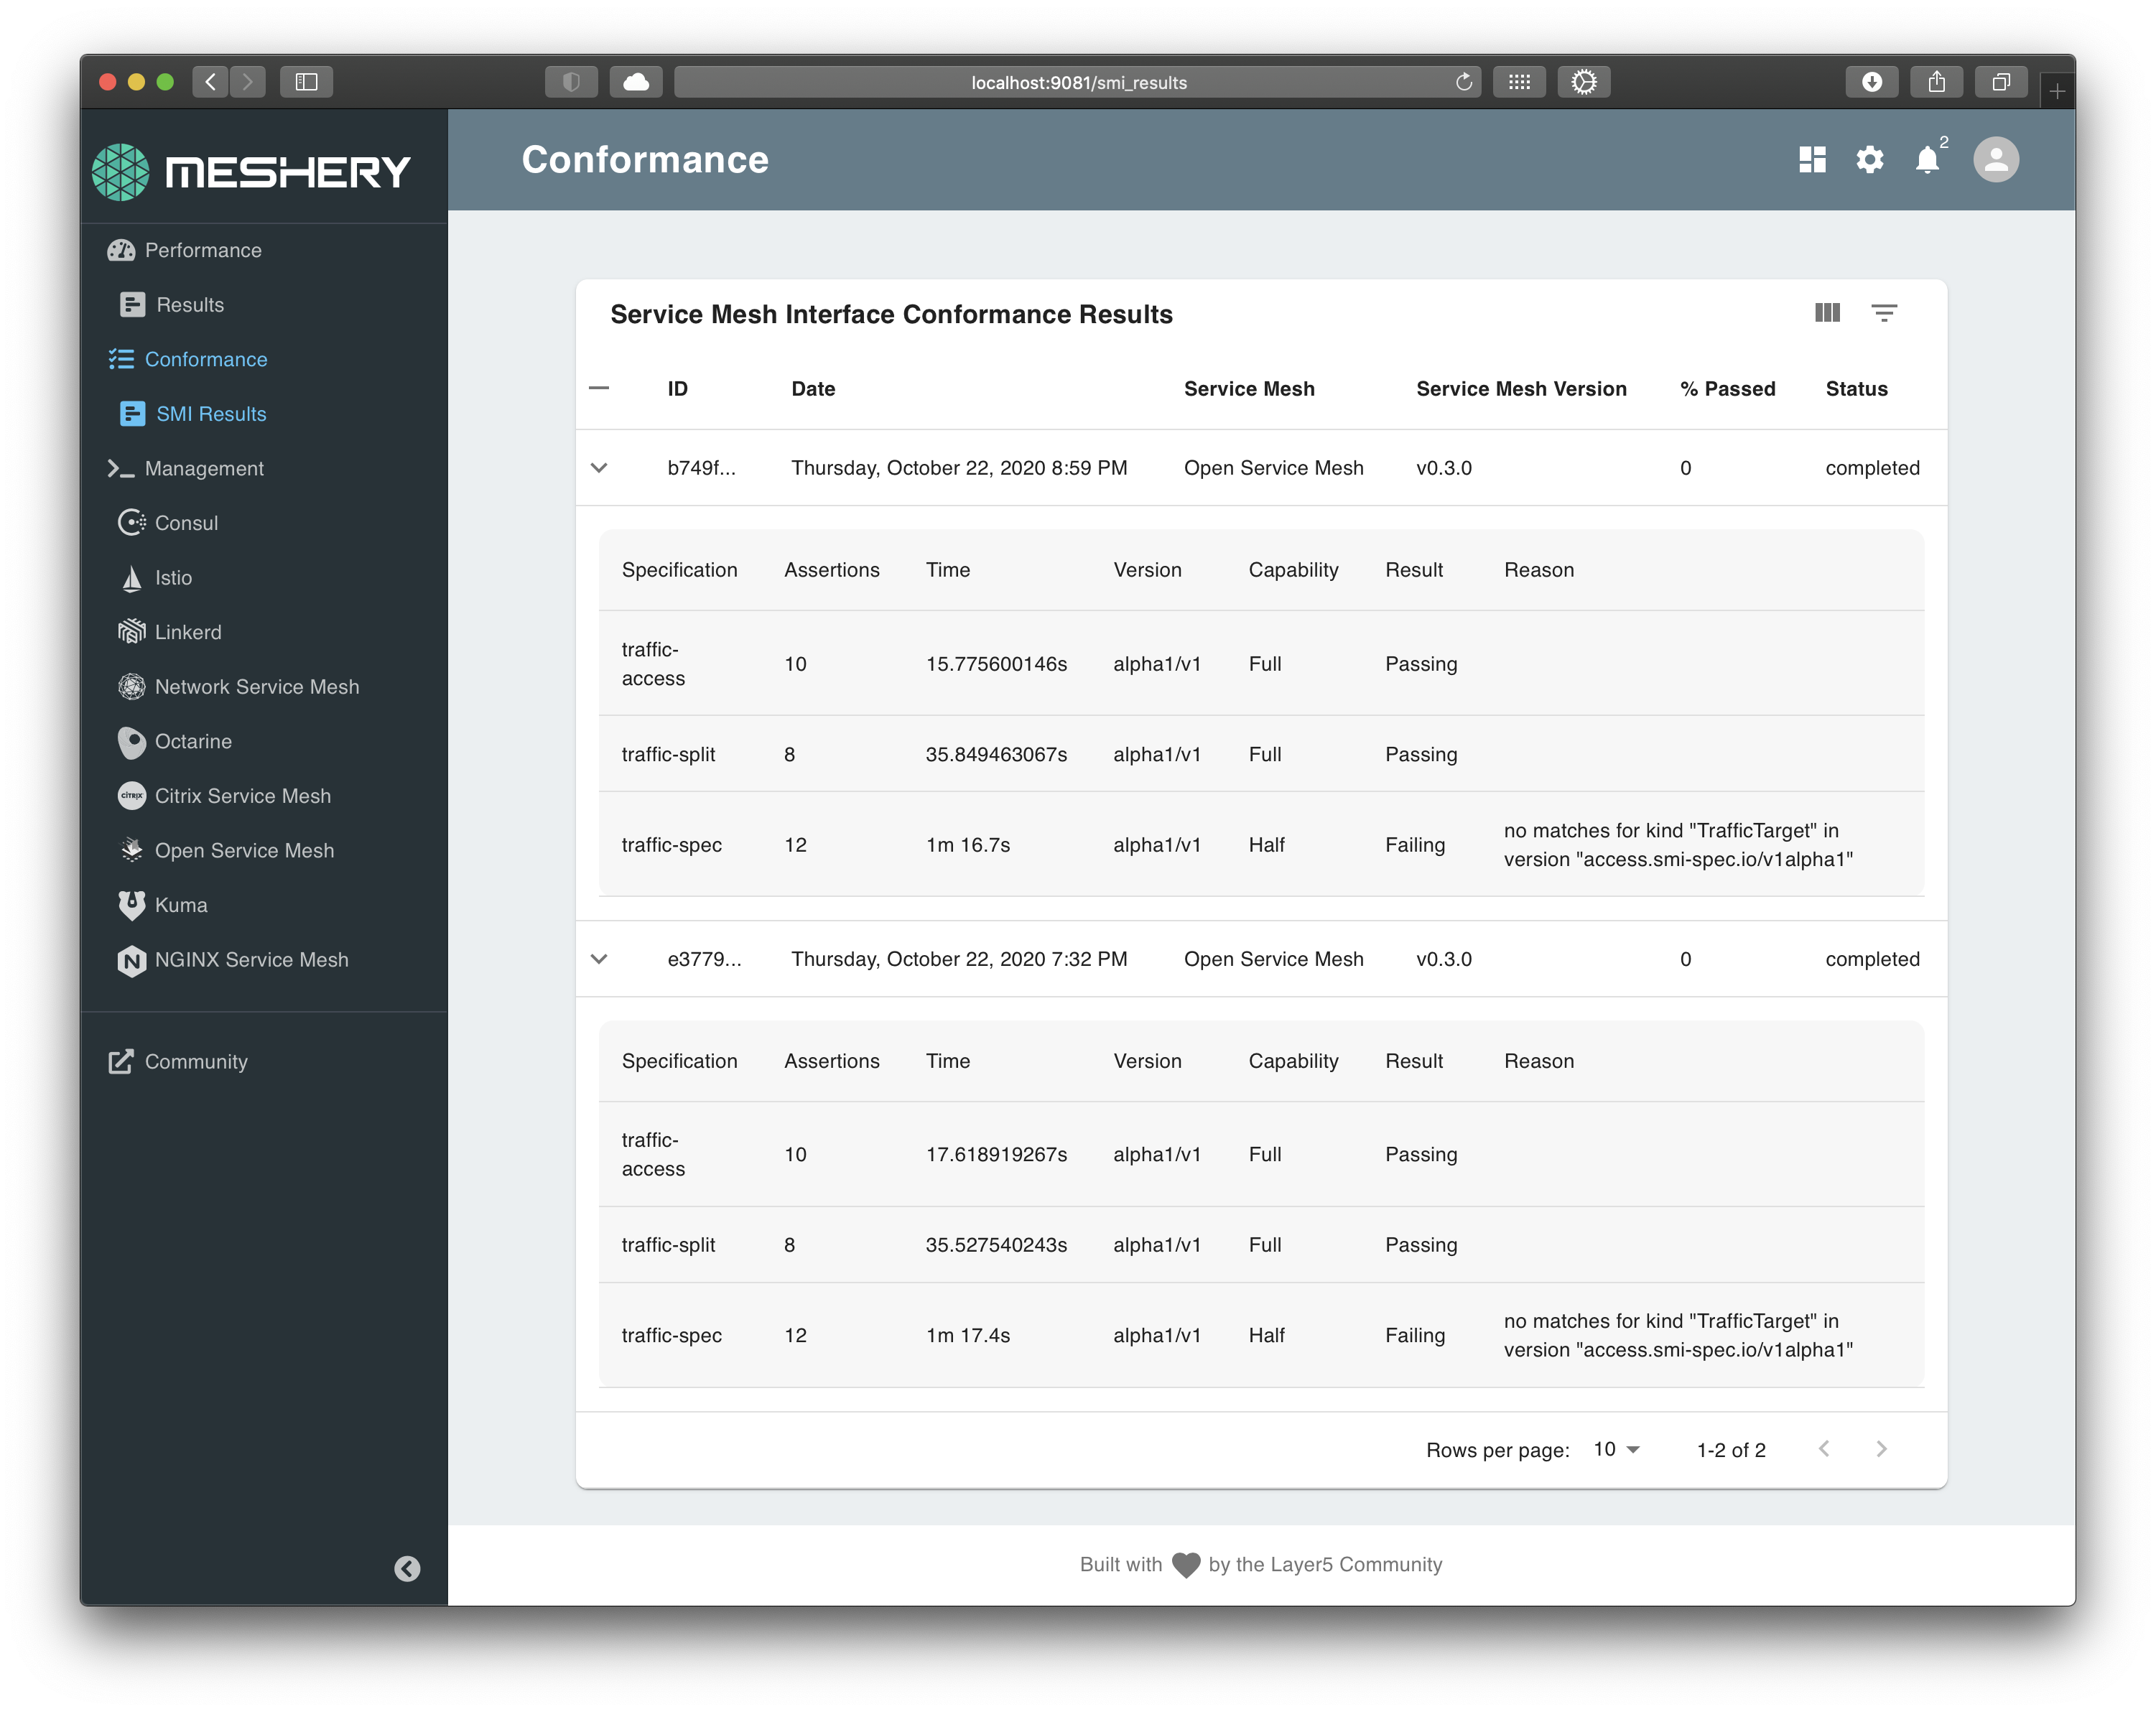 localhost:9081/smi_results
MESHERY
Conformance
2
Performance
Results
Conformance
SMI Results
Management
Consul
Istio
Linkerd
Network Service Mesh
Octarine
CITRIX
Citrix Service Mesh
Open Service Mesh
Kuma
NGINX Service Mesh
Community
Service Mesh Interface Conformance Results
ID Date Service Mesh Service Mesh Version % Passed Status
b749f... Thursday, October 22, 2020 8:59 PM Open Service Mesh v0.3.0 0 completed
Specification Assertions Time Version Capability Result Reason
traffic-
access 10 15.775600146s alpha1/v1 Full Passing
traffic-split 8 35.849463067s alpha1/v1 Full Passing
traffic-spec 12 1m 16.7s alpha1/v1 Half Failing no matches for kind "TrafficTarget" in
version "access.smi-spec.io/v1alpha1"
e3779... Thursday, October 22, 2020 7:32 PM Open Service Mesh v0.3.0 0 completed
Specification Assertions Time Version Capability Result Reason
traffic-
access 10 17.618919267s alpha1/v1 Full Passing
traffic-split 8 35.527540243s alpha1/v1 Full Passing
traffic-spec 12 1m 17.4s alpha1/v1 Half Failing no matches for kind "TrafficTarget" in
version "access.smi-spec.io/v1alpha1"
Rows per page: 10 1-2 of 2
Built with by the Layer5 Community